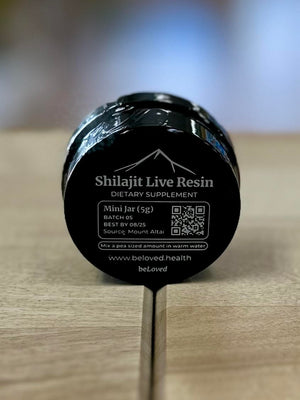 Shilajit Live Resin
DIETARY SUPPLEMENT
Mini Jar (5g)
BATCH 05
BEST BY 08/25
Source: Mount Altai
Mix a pea sized amount in warm water
www.beloved.health
beLoved